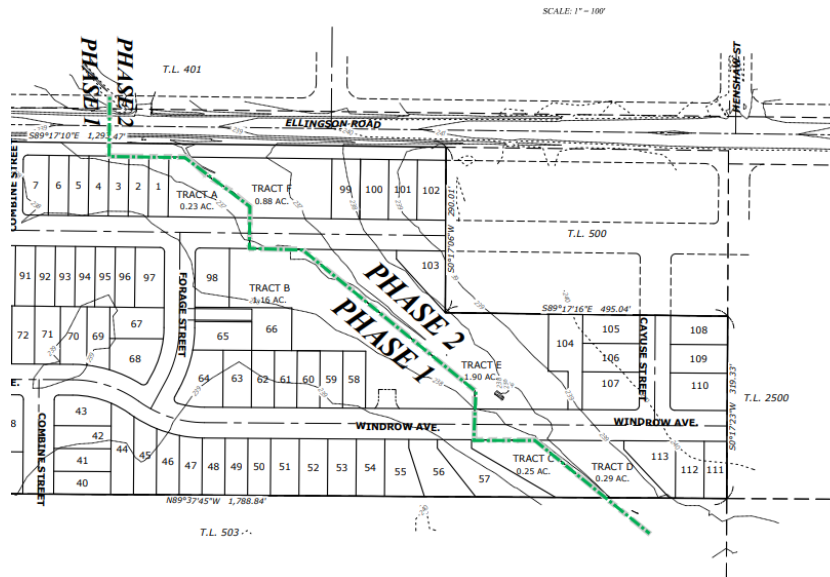 SCALE: 1" = 100'
HENSHAW ST
PHASE 2
PHASE 1
T.L. 401
ELLINGSON ROAD
S89°17'10"E
COMBINE STREET
7 6 5 4 3 2 1
TRACT A
0.23 AC.
TRACT F
0.88 AC.
99 100 101 102
S0°17'06"W 290.01'
T.L. 500
91 92 93 94 95 96 97
FORAGE STREET
98
TRACT B
1.16 AC.
103
PHASE 2
PHASE 1
S89°17'16"E 495.04'
72 71 70 69 67
68
65 66
64 63 62 61 60 59 58
TRACT E
1.90 AC.
104 105
106
107
CAYUSE STREET
108
109
110
S0°17'23"W 319.33'
T.L. 2500
COMBINE STREET
43
42
41
40
44 45 46 47 48 49 50 51 52 53 54 55 56 57
WINDROW AVE.
WINDROW AVE.
TRACT C
0.25 AC.
TRACT D
0.29 AC.
113 112 111
N89°37'45"W 1,788.84'
T.L. 503